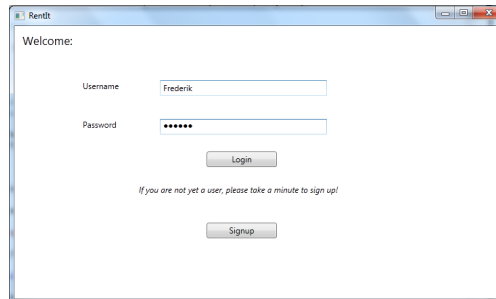 RentIt
Welcome:
Username Frederik
Password ••••••
Login
If you are not yet a user, please take a minute to sign up!
Signup